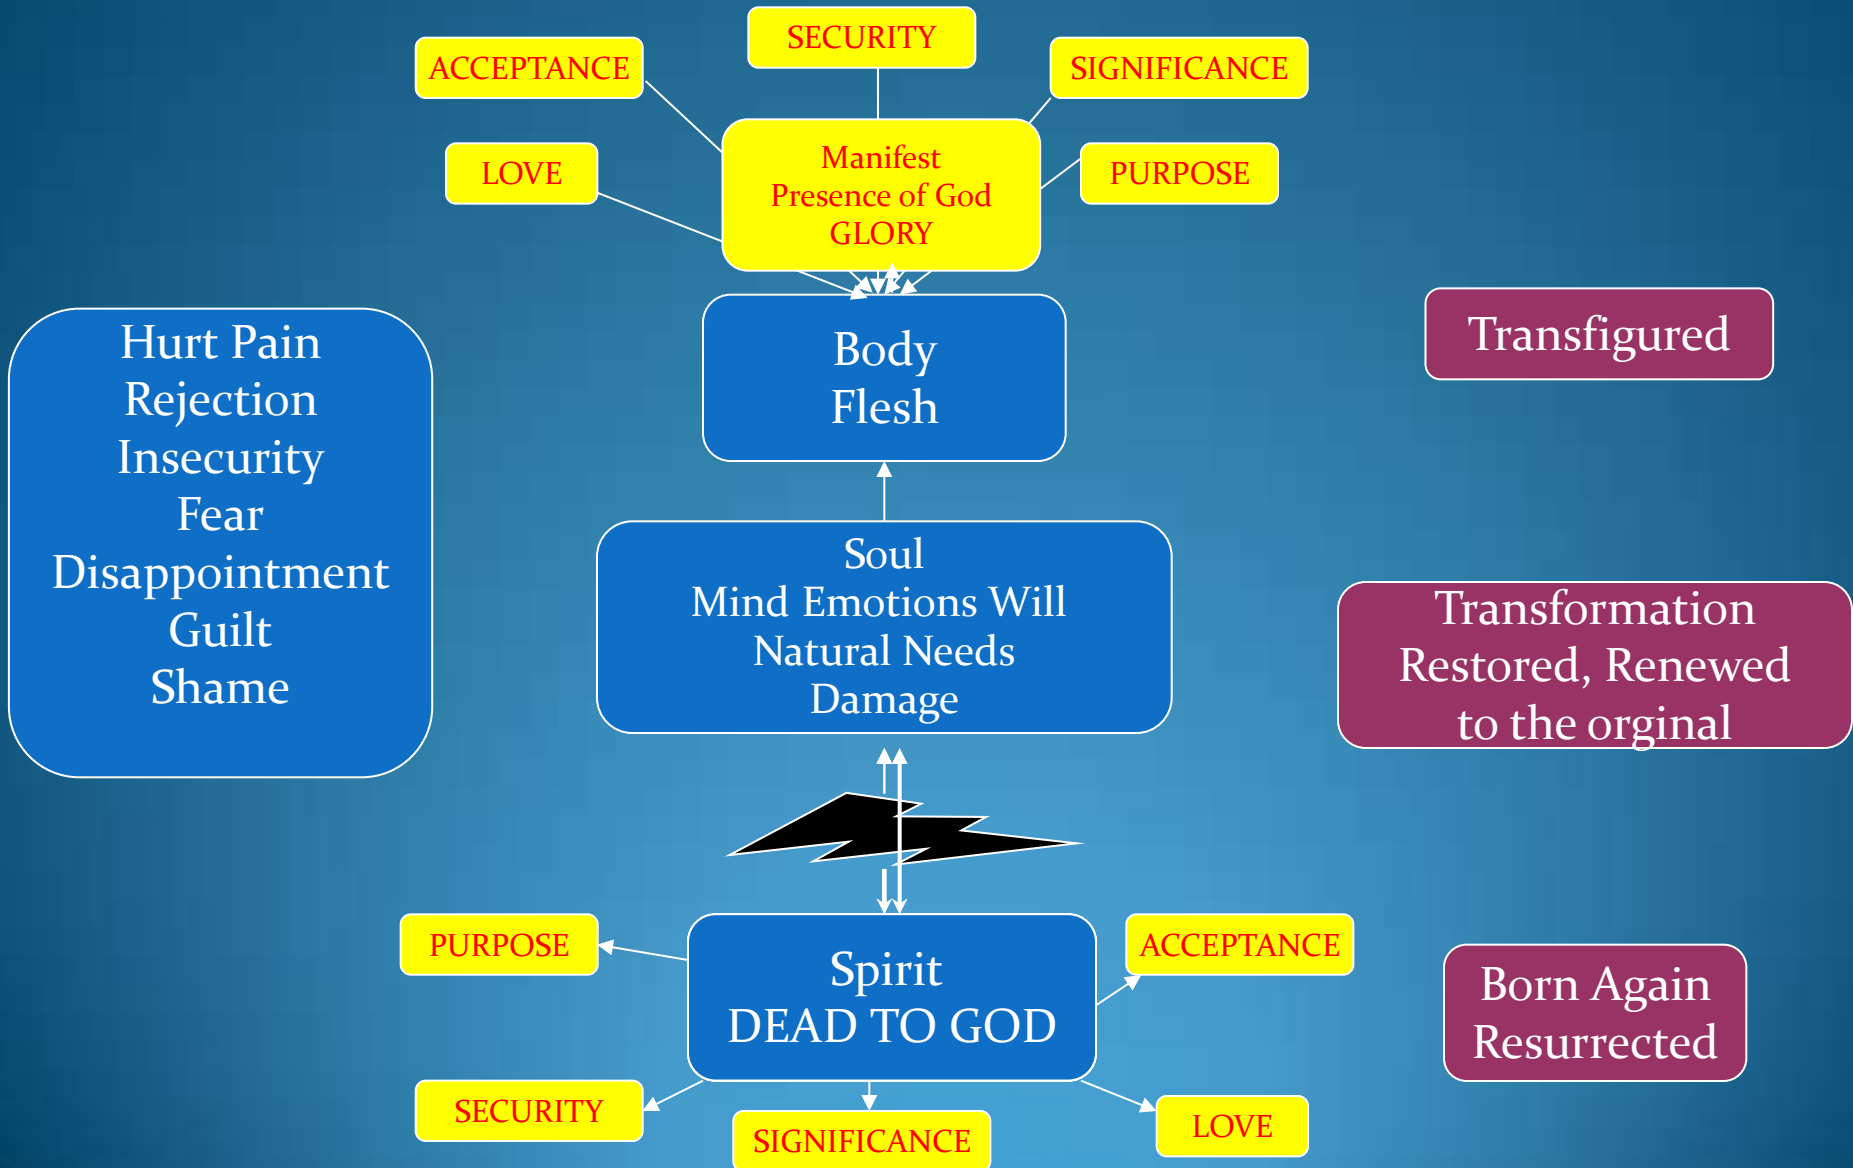 SECURITY
ACCEPTANCE
SIGNIFICANCE
LOVE
Manifest
Presence of God
GLORY
PURPOSE
Hurt Pain
Rejection
Insecurity
Fear
Disappointment
Guilt
Shame
Body
Flesh
Transfigured
Soul
Mind Emotions Will
Natural Needs
Damage
Transformation
Restored, Renewed
to the orginal
PURPOSE
Spirit
DEAD TO GOD
ACCEPTANCE
Born Again
Resurrected
SECURITY
SIGNIFICANCE
LOVE